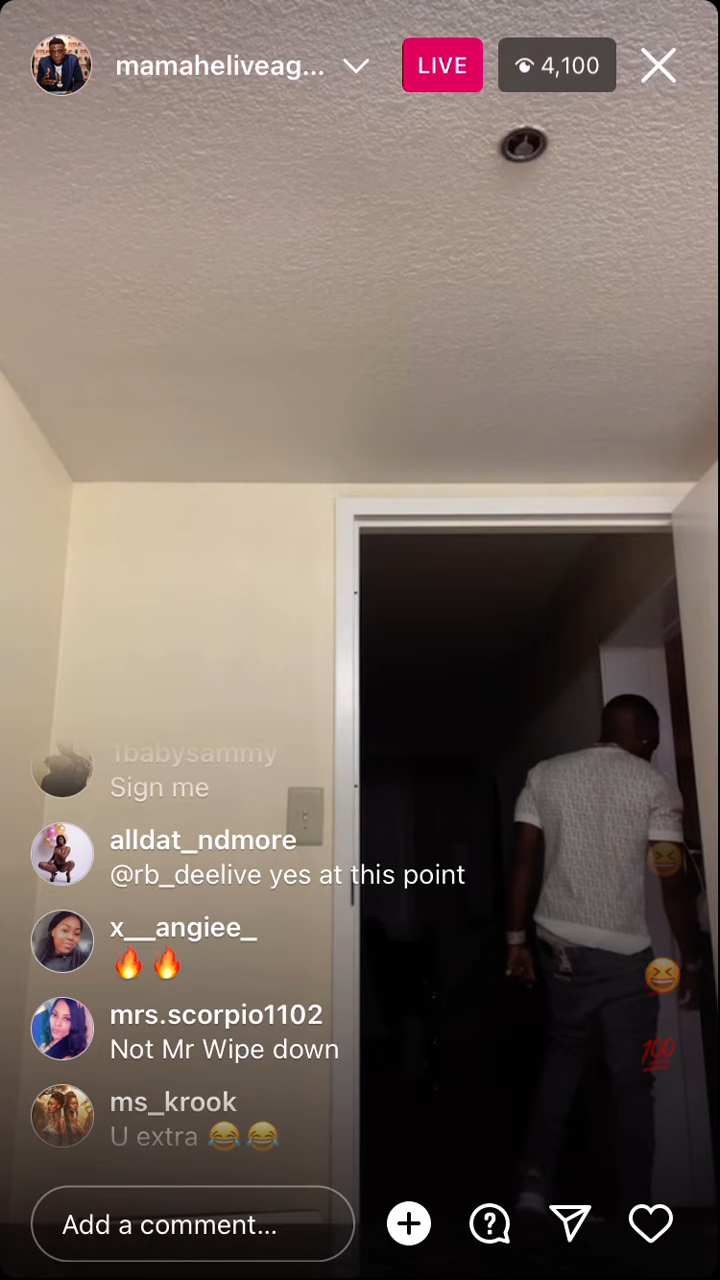 mamaheliveag...
LIVE
4,100
1babysammy
Sign me
alldat_ndmore
@rb_deelive yes at this point
x__angiee_
🔥 🔥
mrs.scorpio1102
Not Mr Wipe down
💯
ms_krook
U extra 😂😂
Add a comment...